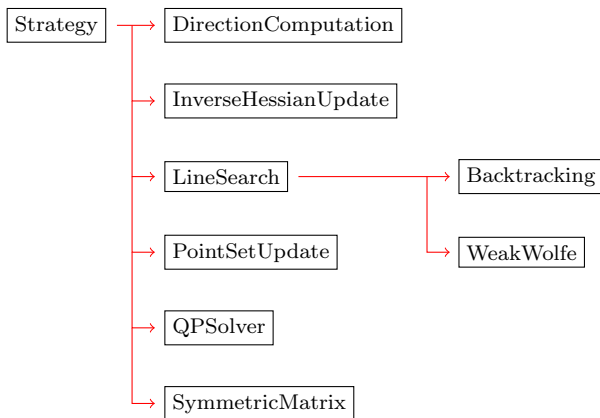 Strategy
DirectionComputation
InverseHessianUpdate
LineSearch
Backtracking
PointSetUpdate
WeakWolfe
QPSolver
SymmetricMatrix